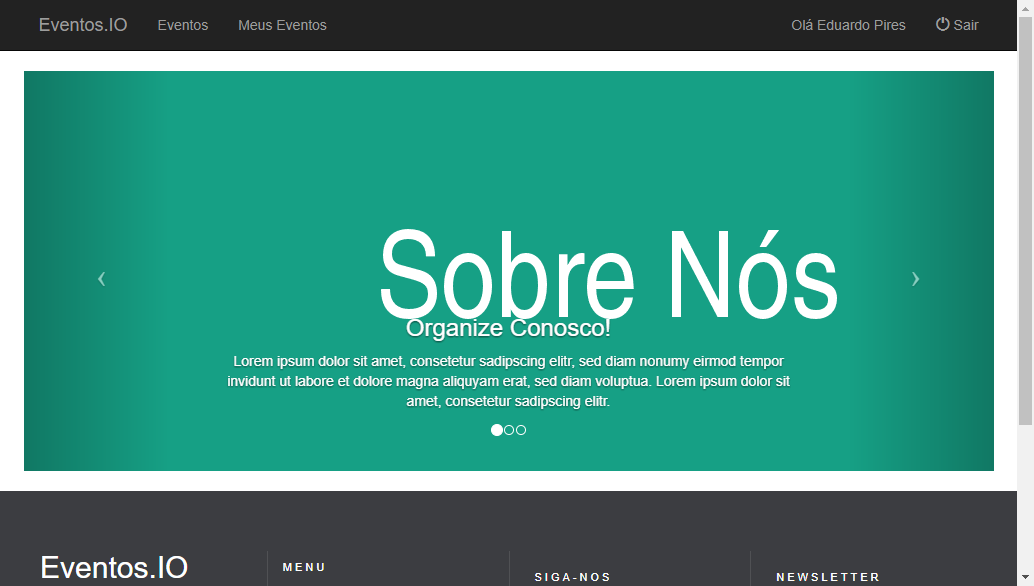 Eventos.IO Eventos Meus Eventos Olá Eduardo Pires Sair
Sobre Nós
Organize Conosco!
Lorem ipsum dolor sit amet, consetetur sadipscing elitr, sed diam nonumy eirmod tempor
invidunt ut labore et dolore magna aliquyam erat, sed diam voluptua. Lorem ipsum dolor sit
amet, consetetur sadipscing elitr.
Eventos.IO
MENU
SIGA-NOS
NEWSLETTER